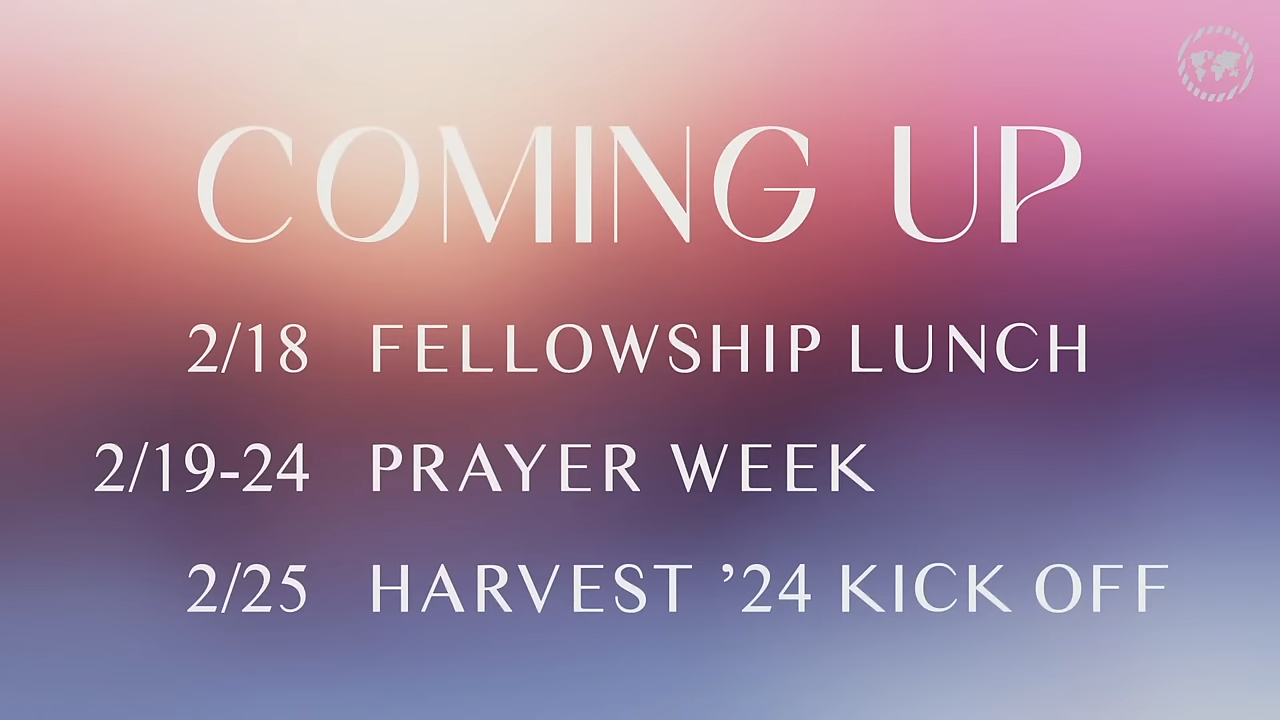 COMING UP
2/18 FELLOWSHIP LUNCH
2/19-24 PRAYER WEEK
2/25 HARVEST ’24 KICK OFF